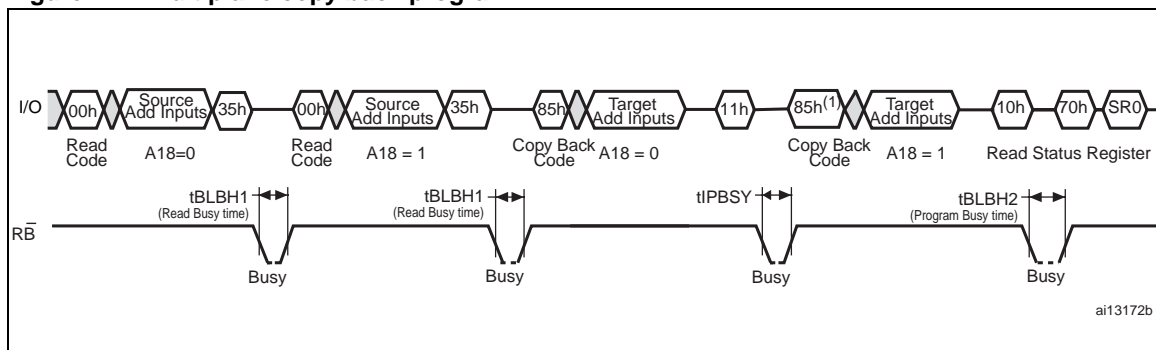 00h Source Add Inputs 35h 00h Source Add Inputs 35h 85h Target Add Inputs 11h 85h(1) Target Add Inputs 10h 70h SR0
I/O
Read Code A18=0 Read Code A18 = 1 Copy Back Code A18 = 0 Copy Back Code A18 = 1 Read Status Register
tBLBH1 tBLBH1 tIPBSY tBLBH2
(Read Busy time) (Read Busy time) (Program Busy time)
RB̅
Busy Busy Busy Busy
ai13172b